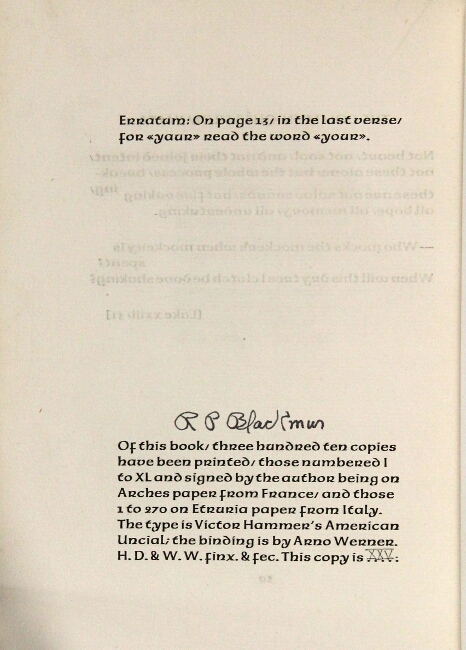 Erratum: On page 13/ in the last verse/
for «yaur» read the word «your».
R P Blackmur
Of this book/ three hundred ten copies
have been printed/ those numbered I
to XL and signed by the author being on
Arches paper from France/ and those
1 to 270 on Etruria paper from Italy.
The type is Victor Hammer's American
Uncial; the binding is by Arno Werner.
H. D. & W. W. finx. & fec. This copy is XXV: